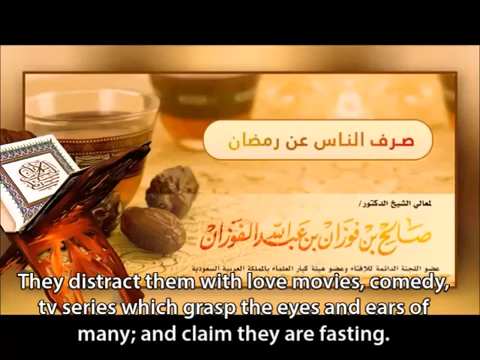 صرف الناس عن رمضان
لمعالي الشيخ الدكتور/
صالح بن فوزان بن عبد الله الفوزان
عضو اللجنة الدائمة للإفتاء وعضو هيئة كبار العلماء بالمملكة العربية السعودية
They distract them with love movies, comedy,
tv series which grasp the eyes and ears of
many; and claim they are fasting.